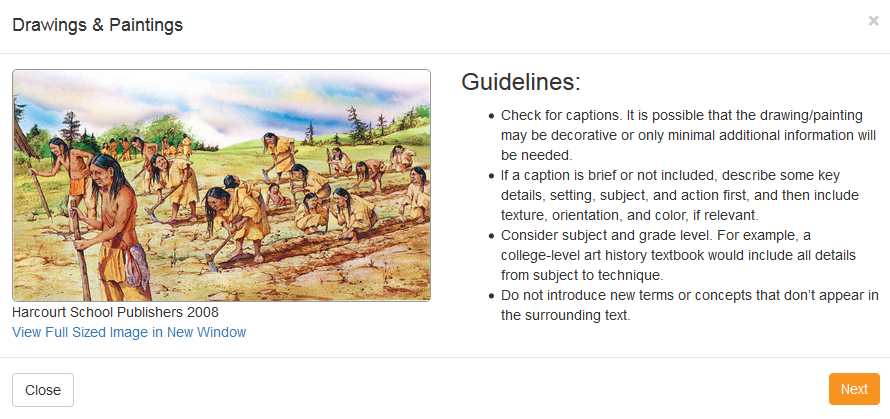 Drawings & Paintings
×
Harcourt School Publishers 2008
View Full Sized Image in New Window
Guidelines:
• Check for captions. It is possible that the drawing/painting
may be decorative or only minimal additional information will
be needed.
• If a caption is brief or not included, describe some key
details, setting, subject, and action first, and then include
texture, orientation, and color, if relevant.
• Consider subject and grade level. For example, a
college-level art history textbook would include all details
from subject to technique.
• Do not introduce new terms or concepts that don’t appear in
the surrounding text.
Close
Next